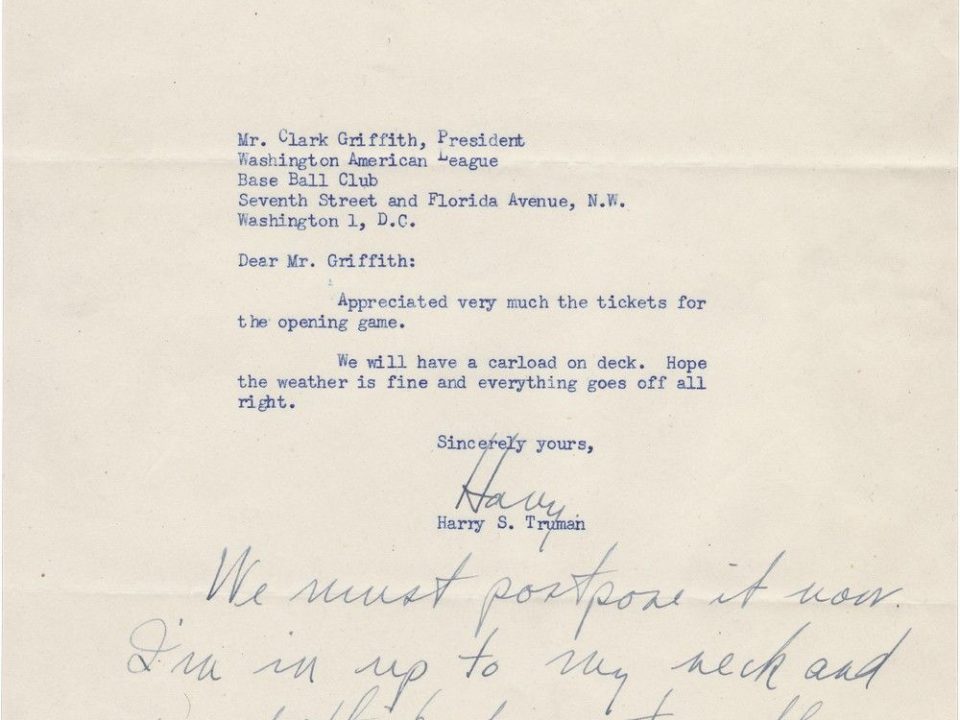 Mr. Clark Griffith, President
Washington American League
Base Ball Club
Seventh Street and Florida Avenue, N.W.
Washington 1, D.C.
Dear Mr. Griffith:
Appreciated very much the tickets for
the opening game.
We will have a carload on deck. Hope
the weather is fine and everything goes off all
right.
Sincerely yours,
Harry
Harry S. Truman
We must postpone it now.
I'm in up to my neck and